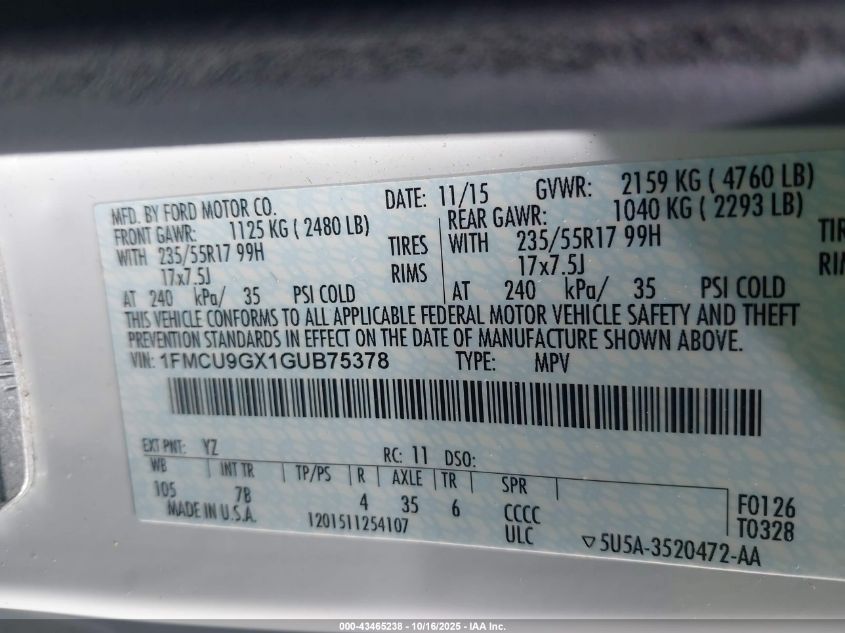 MFD. BY FORD MOTOR CO. DATE: 11/15 GVWR: 2159 KG ( 4760 LB)
FRONT GAWR: 1125 KG ( 2480 LB) REAR GAWR: 1040 KG ( 2293 LB)
WITH 235/55R17 99H TIRES WITH 235/55R17 99H TIR
17x7.5J RIMS 17x7.5J RIM
AT 240 kPa/ 35 PSI COLD AT 240 kPa/ 35 PSI COLD
THIS VEHICLE CONFORMS TO ALL APPLICABLE FEDERAL MOTOR VEHICLE SAFETY AND THEFT
PREVENTION STANDARDS IN EFFECT ON THE DATE OF MANUFACTURE SHOWN ABOVE.
VIN: 1FMCU9GX1GUB75378 TYPE: MPV
EXT PNT: YZ RC: 11 DSO:
WB INT TR TP/PS R AXLE TR SPR
105 7B 4 35 6 CCCC F0126
MADE IN U.S.A. 1201511254107 ULC T0328
▽5U5A-3520472-AA
000-43465238 - 10/16/2025 - IAA Inc.